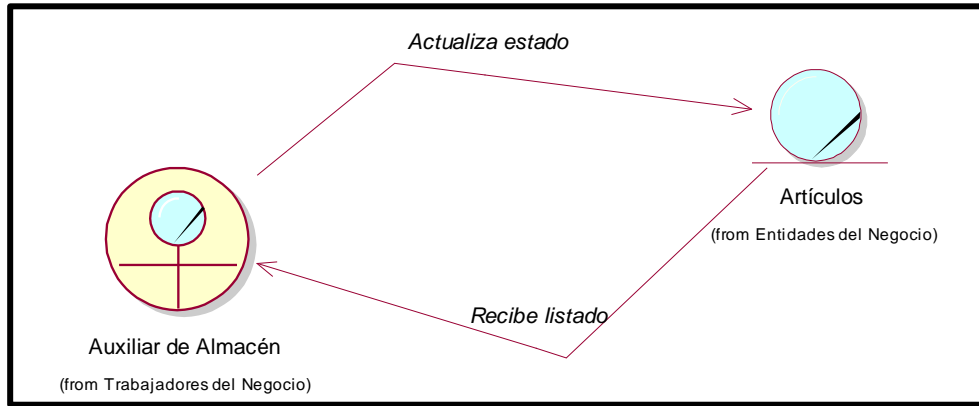 Actualiza estado
Artículos
(from Entidades del Negocio)
Recibe listado
Auxiliar de Almacén
(from Trabajadores del Negocio)